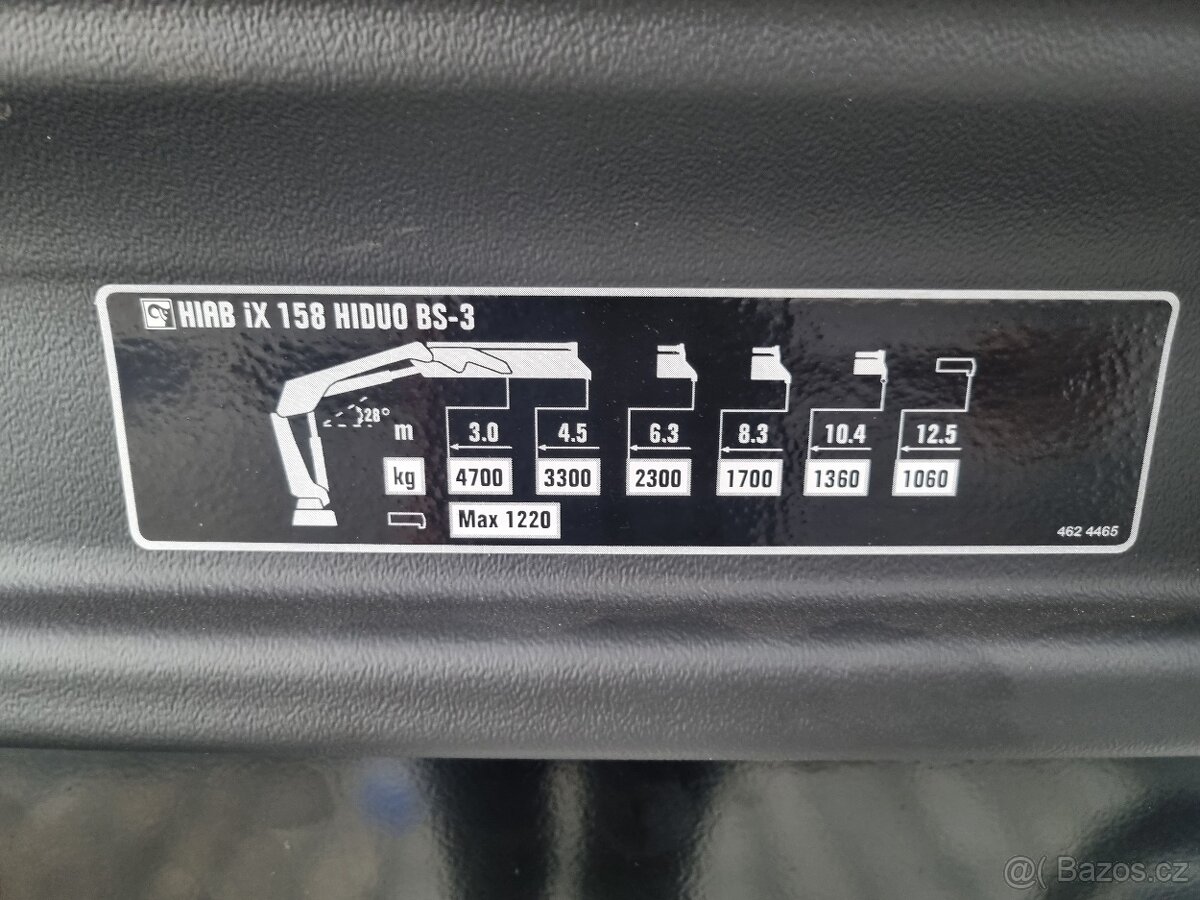 HIAB iX 158 HIDUO BS-3
28°
m 3.0 4.5 6.3 8.3 10.4 12.5
kg 4700 3300 2300 1700 1360 1060
Max 1220
462 4465
@( Bazos.cz